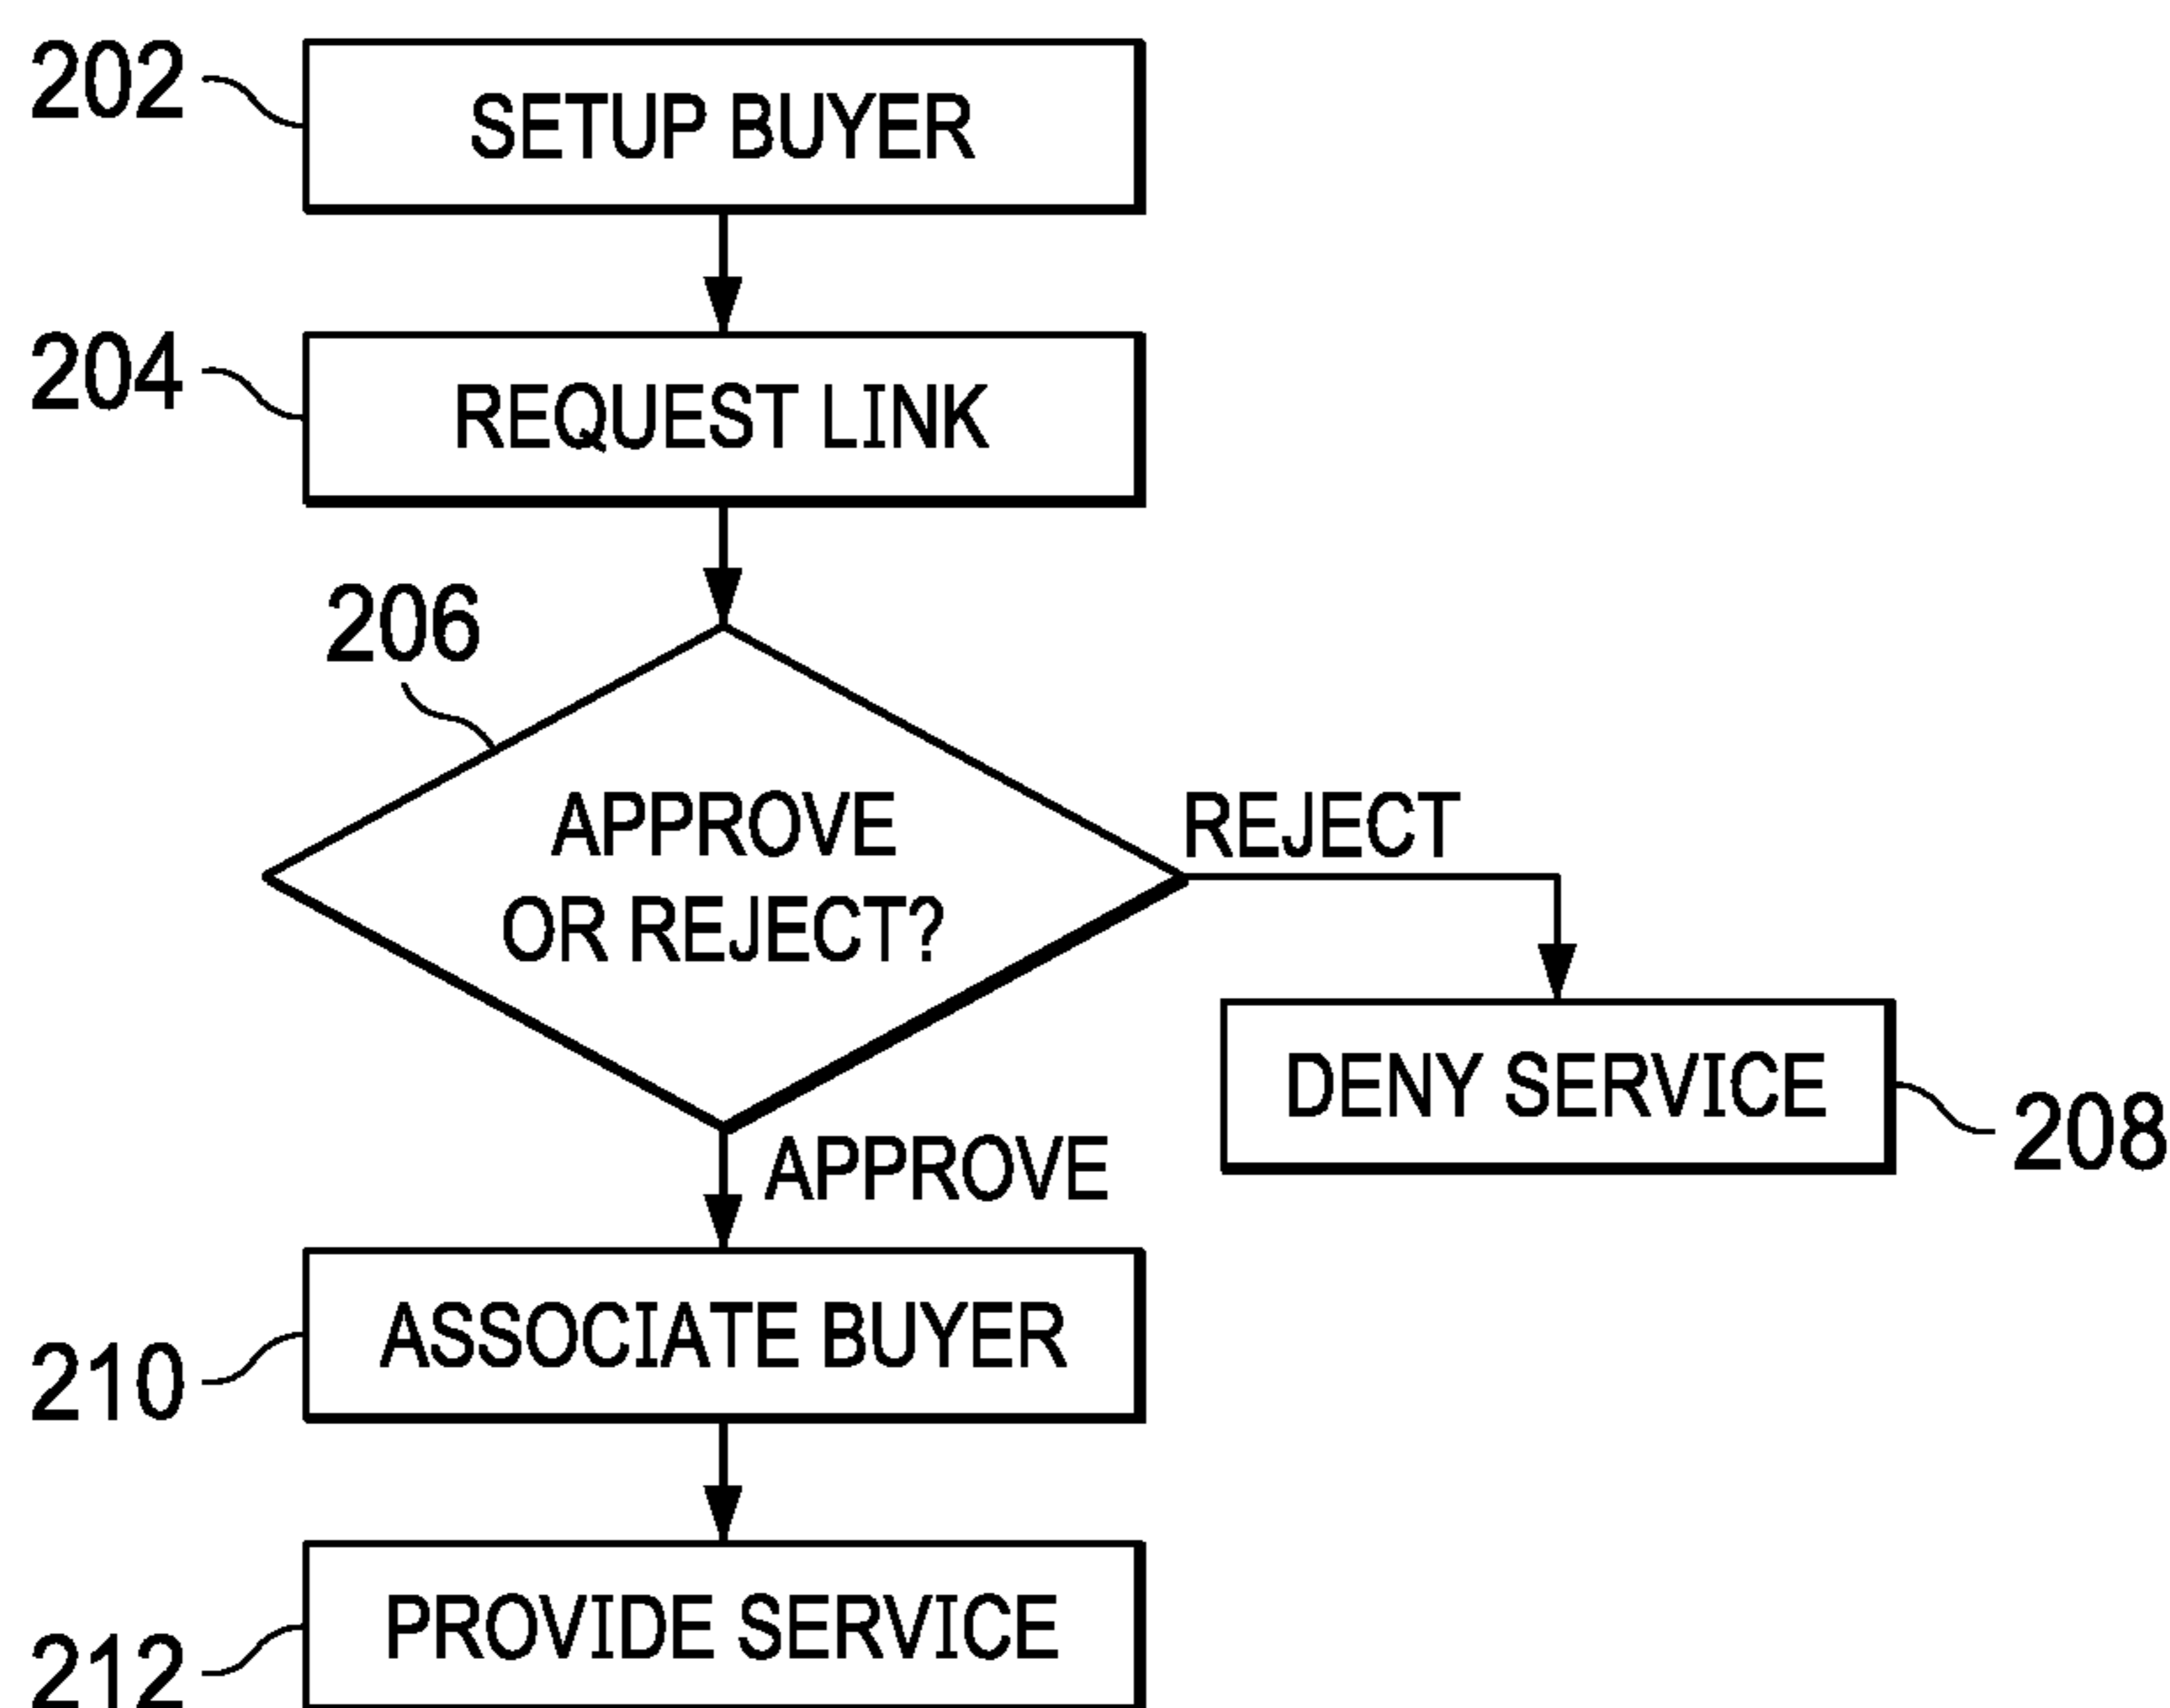 202
SETUP BUYER
204
REQUEST LINK
206
APPROVE
OR REJECT?
REJECT
DENY SERVICE
208
APPROVE
ASSOCIATE BUYER
210
PROVIDE SERVICE
212